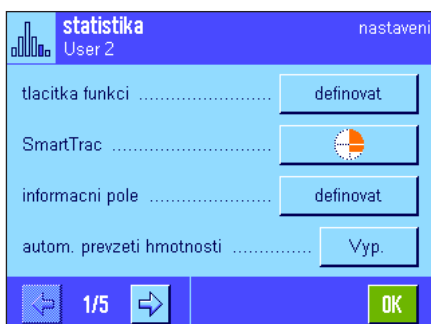 statistika nastaveni
User 2
tlacitka funkci ........................ definovat
SmartTrac ............................
informacni pole ...................... definovat
autom. prevzeti hmotnosti .............. Vyp.
1/5 OK